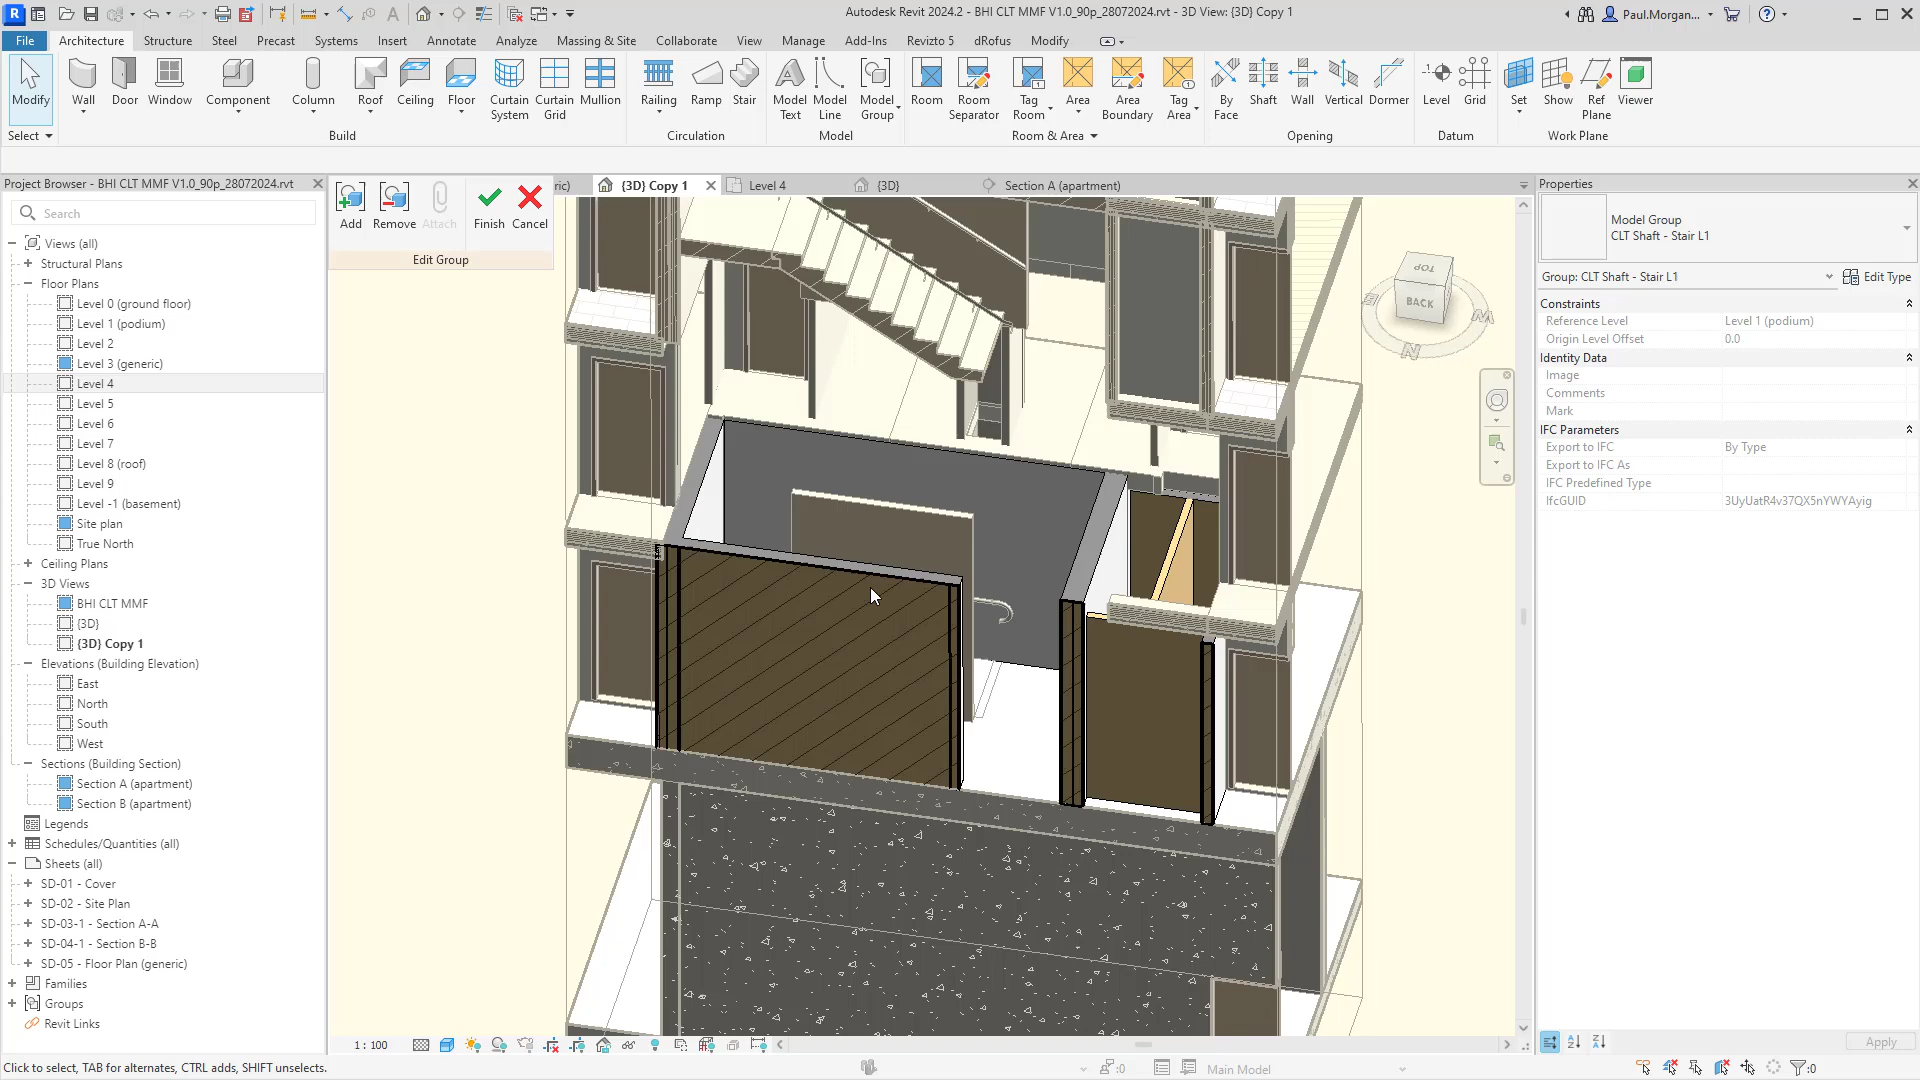 Autodesk Revit 2024.2 - BHI CLT MMF V1.0_90p_28072024.rvt - 3D View: {3D} Copy 1
Paul.Morgan...
File Architecture Structure Steel Precast Systems Insert Annotate Analyze Massing & Site Collaborate View Manage Add-Ins Revizto 5 dRofus Modify
Modify Wall Door Window Component Column Roof Ceiling Floor Curtain System Curtain Grid Mullion Railing Ramp Stair Model Text Model Line Model Group Room Room Separator Tag Room Area Area Boundary Tag Area By Face Shaft Wall Vertical Dormer Level Grid Set Show Ref Plane Viewer
Select Build Circulation Model Room & Area Opening Datum Work Plane
Project Browser - BHI CLT MMF V1.0_90p_28072024.rvt
Search
Views (all)
Structural Plans
Floor Plans
Level 0 (ground floor)
Level 1 (podium)
Level 2
Level 3 (generic)
Level 4
Level 5
Level 6
Level 7
Level 8 (roof)
Level 9
Level -1 (basement)
Site plan
True North
Ceiling Plans
3D Views
BHI CLT MMF
{3D}
{3D} Copy 1
Elevations (Building Elevation)
East
North
South
West
Sections (Building Section)
Section A (apartment)
Section B (apartment)
Legends
Schedules/Quantities (all)
Sheets (all)
SD-01 - Cover
SD-02 - Site Plan
SD-03-1 - Section A-A
SD-04-1 - Section B-B
SD-05 - Floor Plan (generic)
Families
Groups
Revit Links
ric) {3D} Copy 1 Level 4 {3D} Section A (apartment)
Add Remove Attach Finish Cancel
Edit Group
TOP
BACK
N
W
1 : 100
Properties
Model Group
CLT Shaft - Stair L1
Group: CLT Shaft - Stair L1
Edit Type
Constraints
Reference Level Level 1 (podium)
Origin Level Offset 0.0
Identity Data
Image
Comments
Mark
IFC Parameters
Export to IFC By Type
Export to IFC As
IFC Predefined Type
IfcGUID 3UyUatR4v37QX5nYWYAyig
Apply
Click to select, TAB for alternates, CTRL adds, SHIFT unselects.
:0
Main Model
:0